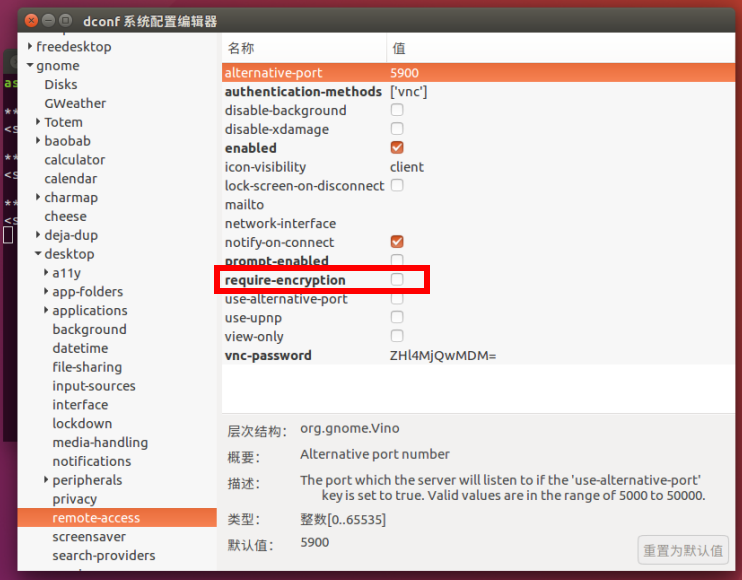 dconf 系统配置编辑器
freedesktop
gnome
Disks
GWeather
Totem
baobab
calculator
calendar
charmap
cheese
deja-dup
desktop
a11y
app-folders
applications
background
datetime
file-sharing
input-sources
interface
lockdown
media-handling
notifications
peripherals
privacy
remote-access
screensaver
search-providers
名称 值
alternative-port 5900
authentication-methods ['vnc']
disable-background
disable-xdamage
enabled
icon-visibility client
lock-screen-on-disconnect
mailto
network-interface
notify-on-connect
prompt-enabled
require-encryption
use-alternative-port
use-upnp
view-only
vnc-password ZHl4MjQwMDM=
层次结构: org.gnome.Vino
概要: Alternative port number
描述: The port which the server will listen to if the 'use-alternative-port'
key is set to true. Valid values are in the range of 5000 to 50000.
类型: 整数[0..65535]
默认值: 5900
重置为默认值
as
**
<s
**
<s
**
<s